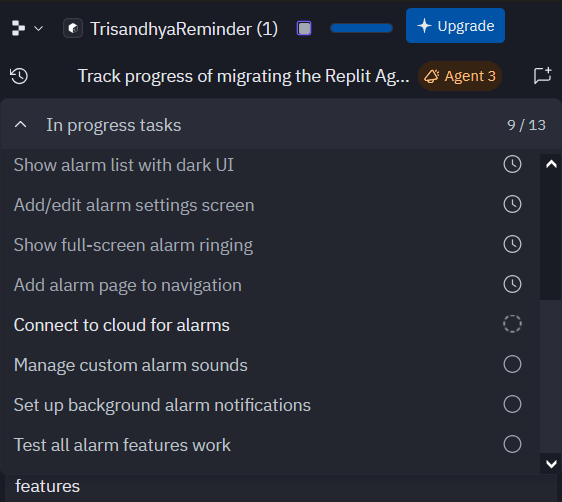 TrisandhyaReminder (1)
Upgrade
Track progress of migrating the Replit Ag...
Agent 3
In progress tasks
9 / 13
Show alarm list with dark UI
Add/edit alarm settings screen
Show full-screen alarm ringing
Add alarm page to navigation
Connect to cloud for alarms
Manage custom alarm sounds
Set up background alarm notifications
Test all alarm features work
features